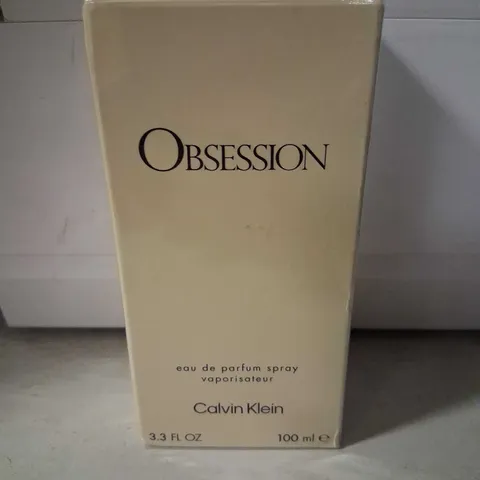 OBSESSION
eau de parfum spray
vaporisateur
Calvin Klein
3.3 FL OZ 100 ml ℮